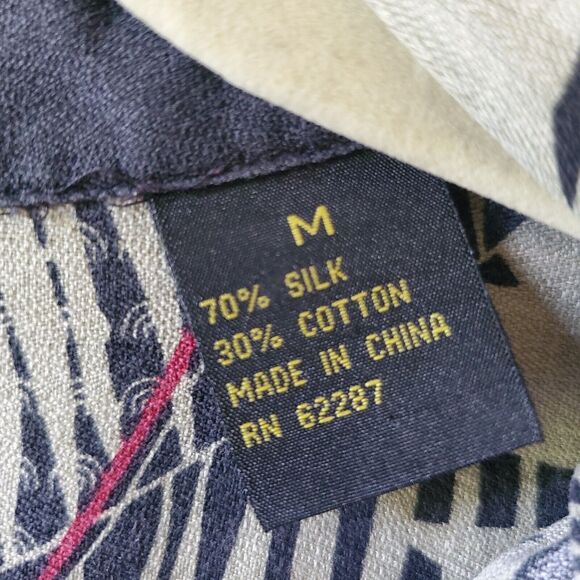 M
70% SILK
30% COTTON
MADE IN CHINA
RN 62287